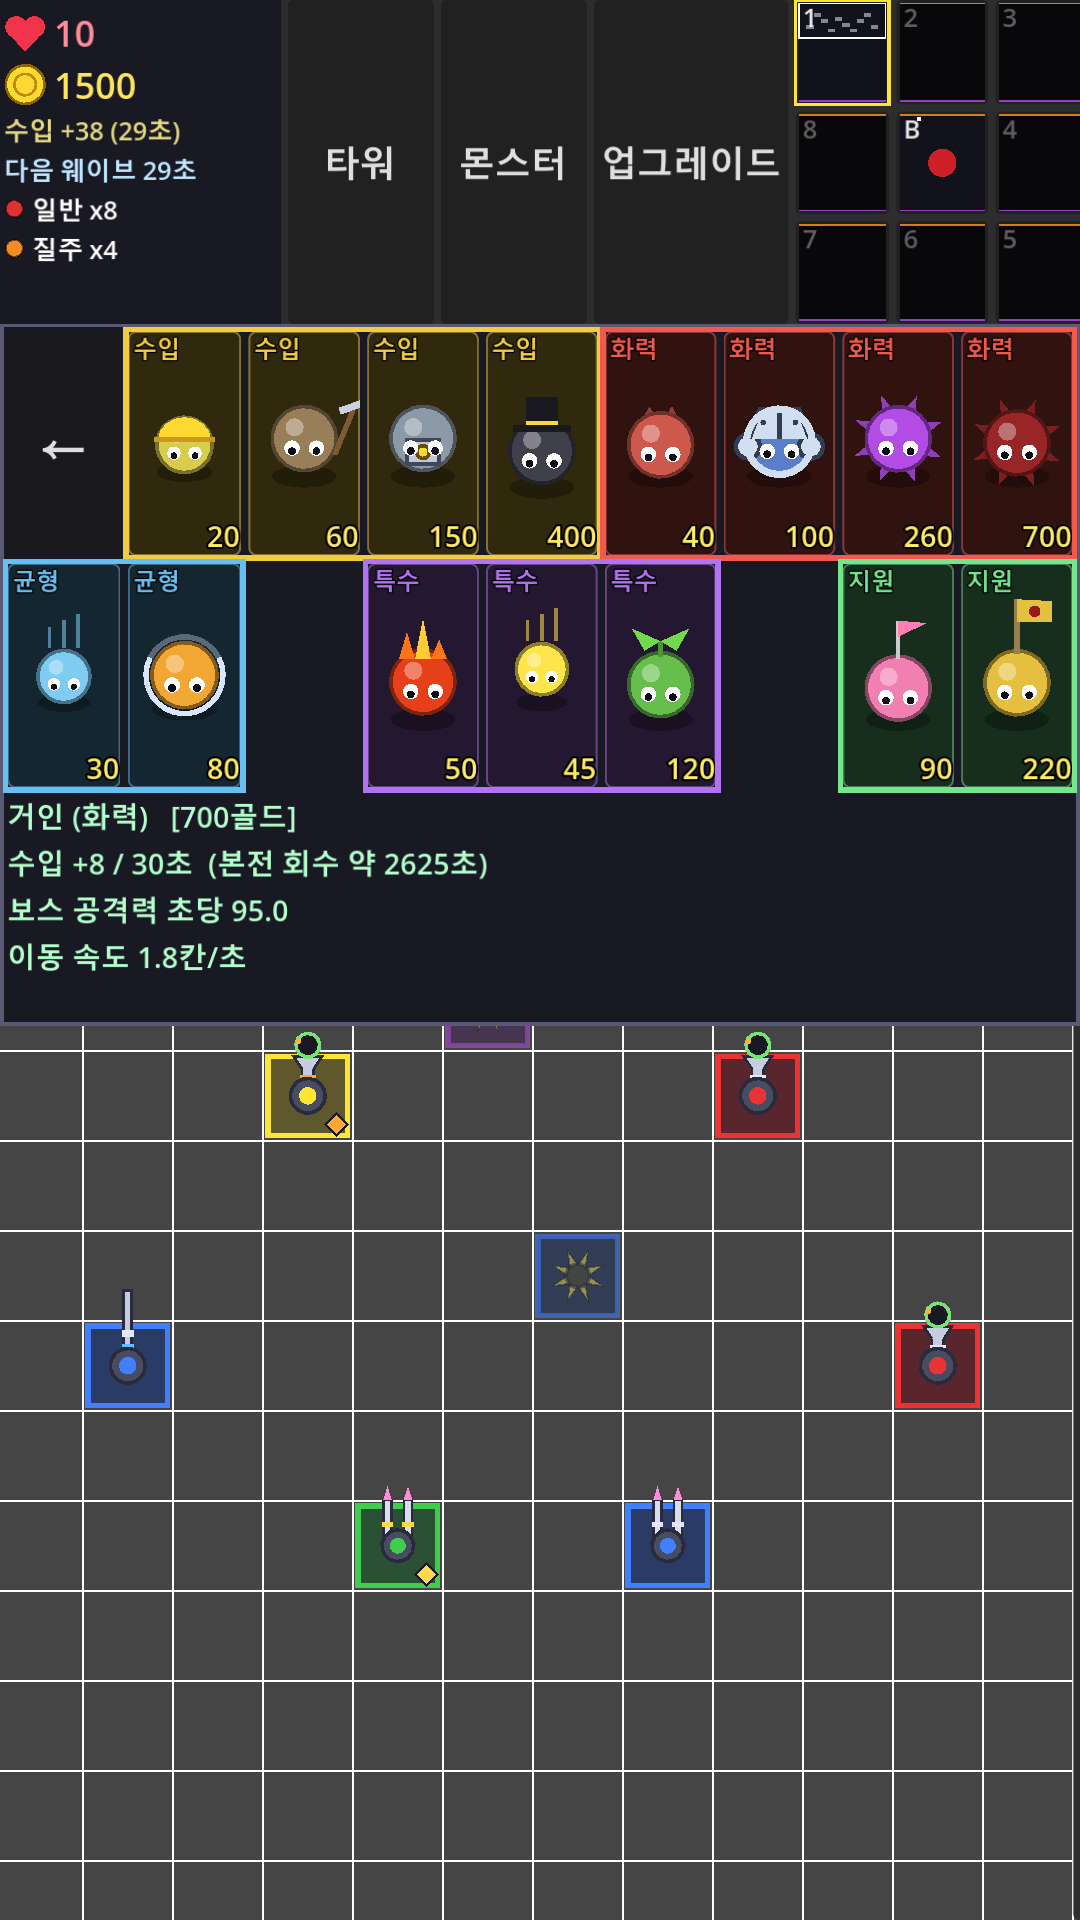 10
1500
수입 +38 (29초)
다음 웨이브 29초
일반 x8
질주 x4
타워
몬스터
업그레이드
1
2
3
8
B
4
7
6
5
←
수입
수입
수입
수입
화력
화력
화력
화력
20
60
150
400
40
100
260
700
균형
균형
특수
특수
특수
지원
지원
30
80
50
45
120
90
220
거인 (화력) [700골드]
수입 +8 / 30초 (본전 회수 약 2625초)
보스 공격력 초당 95.0
이동 속도 1.8칸/초